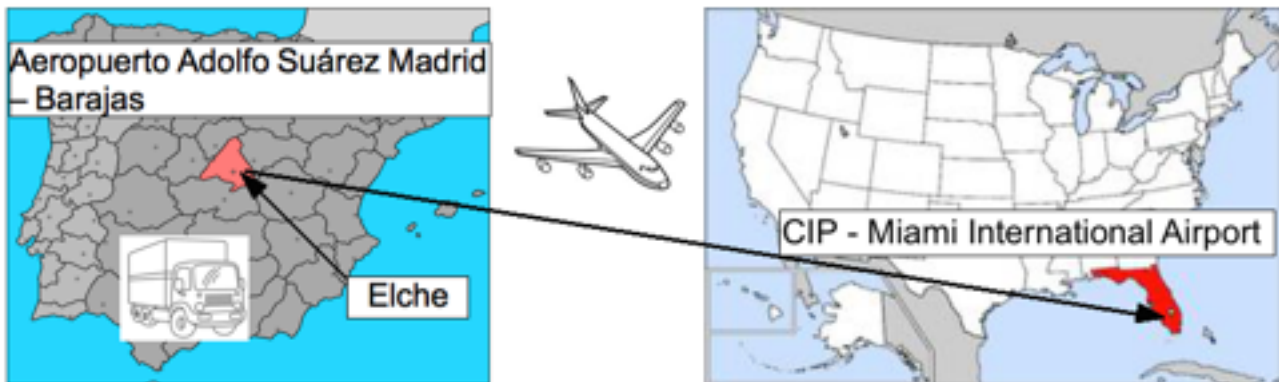 Aeropuerto Adolfo Suárez Madrid
– Barajas
CIP - Miami International Airport
Elche